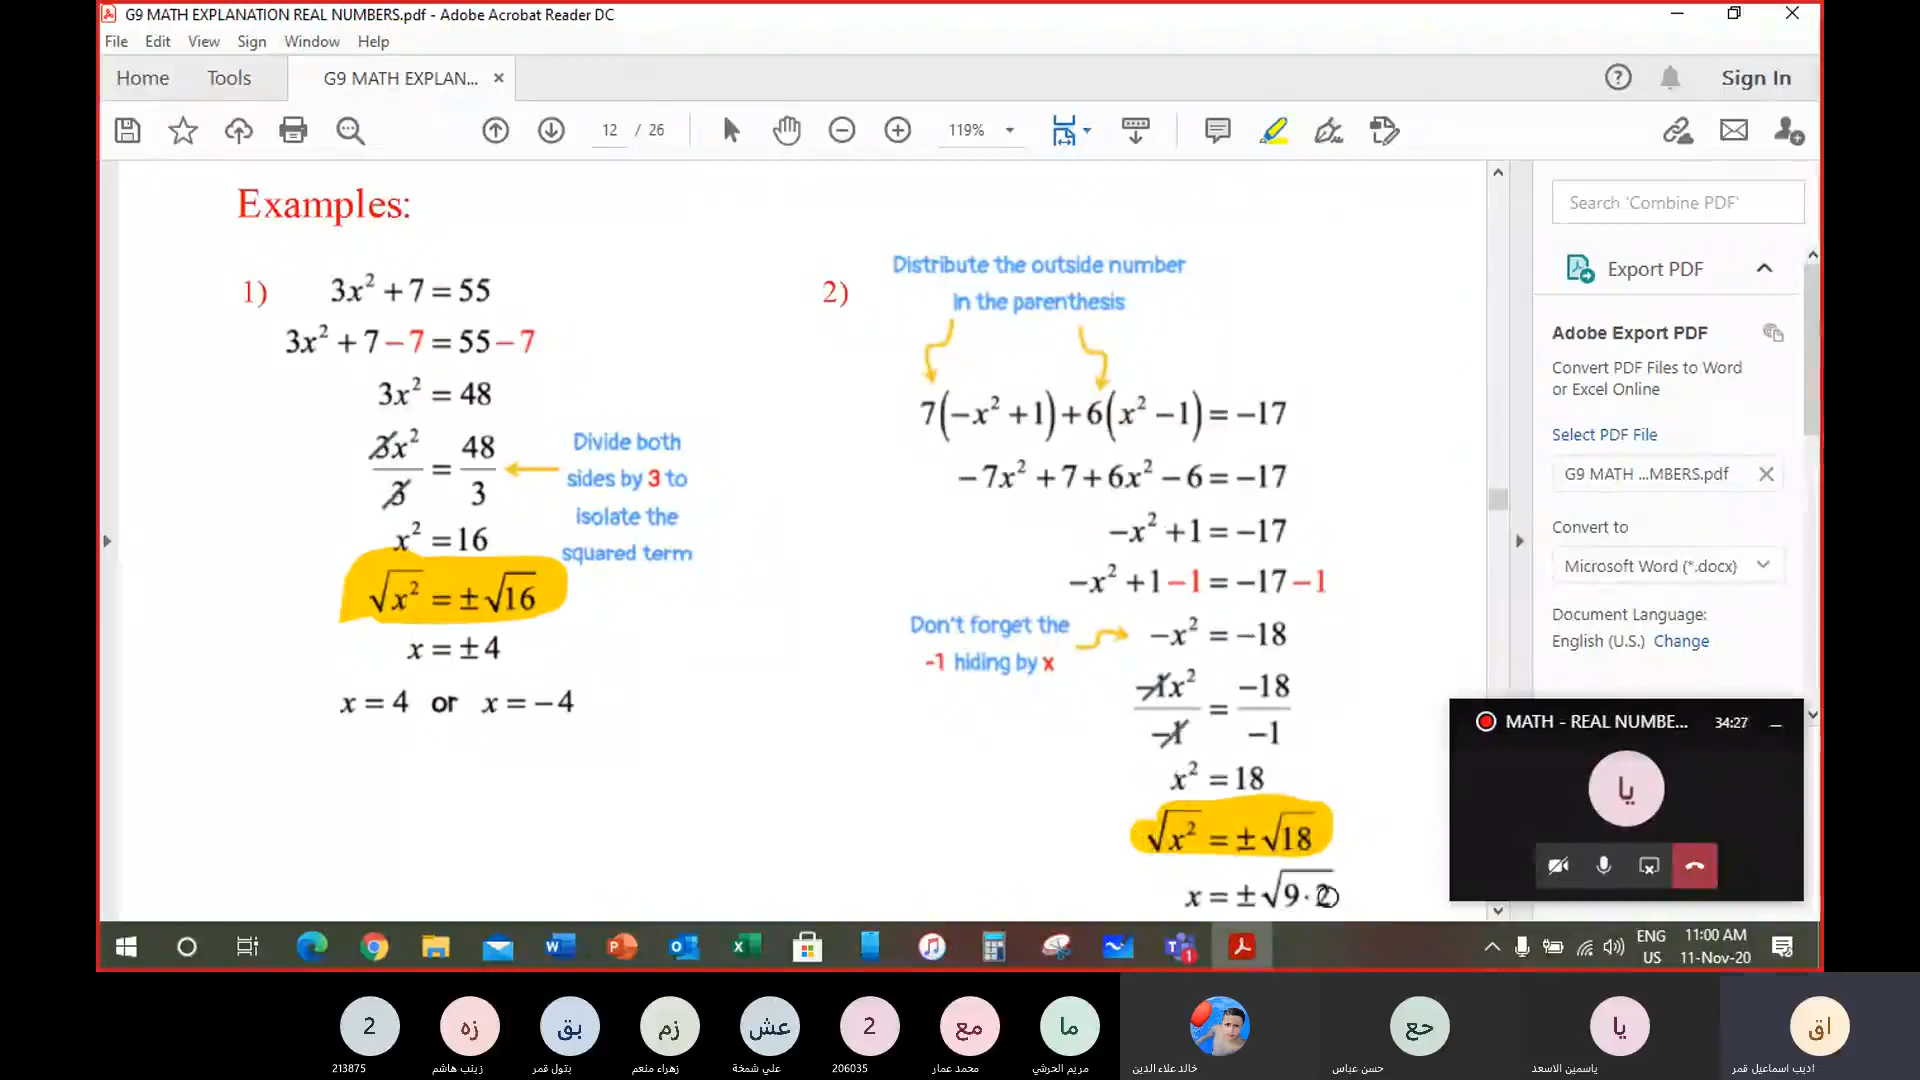 G9 MATH EXPLANATION REAL NUMBERS.pdf - Adobe Acrobat Reader DC
File Edit View Sign Window Help
Home Tools G9 MATH EXPLAN... × Sign In
12 / 26 119%
Examples:
1)
3x² + 7 = 55
3x² + 7 − 7 = 55 − 7
3x² = 48
3x²/3 = 48/3
Divide both
sides by 3 to
isolate the
squared term
x² = 16
√x² = ±√16
x = ±4
x = 4 or x = −4
2)
Distribute the outside number
in the parenthesis
7(−x² + 1) + 6(x² − 1) = −17
−7x² + 7 + 6x² − 6 = −17
−x² + 1 = −17
−x² + 1 − 1 = −17 − 1
Don't forget the
-1 hiding by x
−x² = −18
−1x²/−1 = −18/−1
x² = 18
√x² = ±√18
x = ±√9·2
Search 'Combine PDF'
Export PDF
Adobe Export PDF
Convert PDF Files to Word
or Excel Online
Select PDF File
G9 MATH ...MBERS.pdf
Convert to
Microsoft Word (*.docx)
Document Language:
English (U.S.) Change
MATH - REAL NUMBE... 34:27
يا
ENG
US
11:00 AM
11-Nov-20
2 زه بق زم عش 2 مع ما حع يا اق
213875 زينب هاشم بتول قمر زهراء منعم علي شمخة 206035 محمد عمار مريم الحرشي خالد علاء الدين حسن عباس ياسمين الاسعد اديب اسماعيل قمر